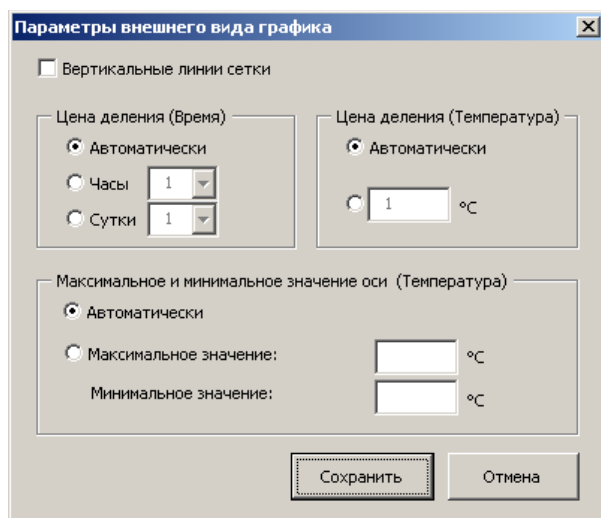 Параметры внешнего вида графика
Вертикальные линии сетки
Цена деления (Время)
Автоматически
Часы 1
Сутки 1
Цена деления (Температура)
Автоматически
1 °C
Максимальное и минимальное значение оси (Температура)
Автоматически
Максимальное значение: °C
Минимальное значение: °C
Сохранить Отмена